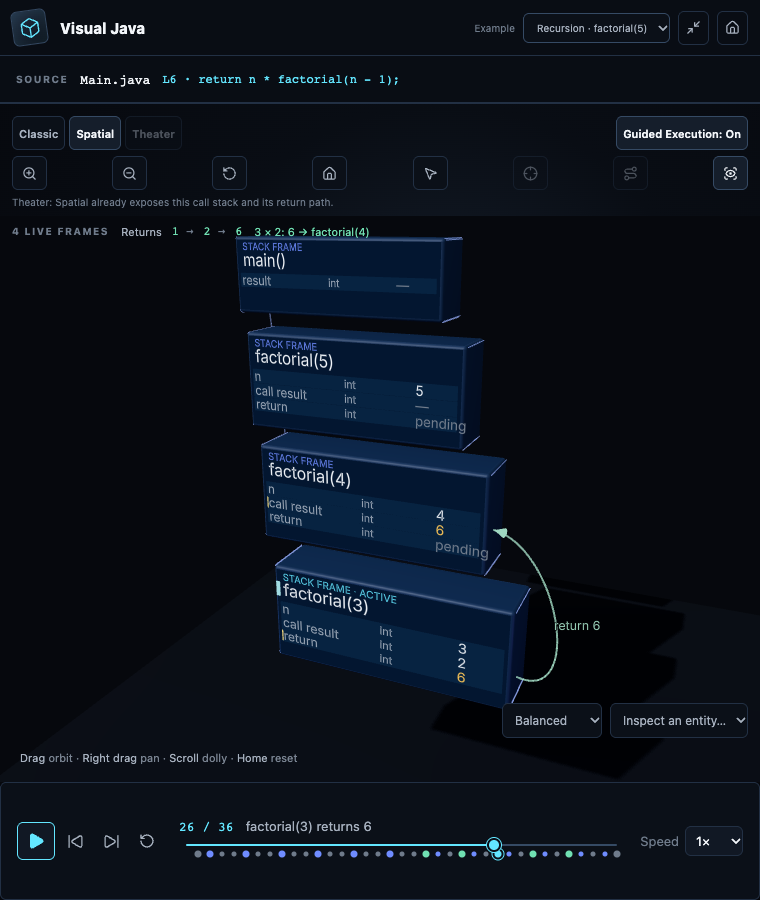 Visual Java
Example
Recursion · factorial(5)
SOURCE Main.java L6 · return n * factorial(n - 1);
Classic
Spatial
Theater
Guided Execution: On
Theater: Spatial already exposes this call stack and its return path.
4 LIVE FRAMES Returns 1 → 2 → 6 3 × 2: 6 → factorial(4)
STACK FRAME
main()
result int —
STACK FRAME
factorial(5)
n int 5
call result int —
return int pending
STACK FRAME
factorial(4)
n int 4
call result int 6
return int pending
STACK FRAME · ACTIVE
factorial(3)
n int 3
call result int 2
return int 6
return 6
Balanced
Inspect an entity...
Drag orbit · Right drag pan · Scroll dolly · Home reset
26 / 36 factorial(3) returns 6
Speed 1×